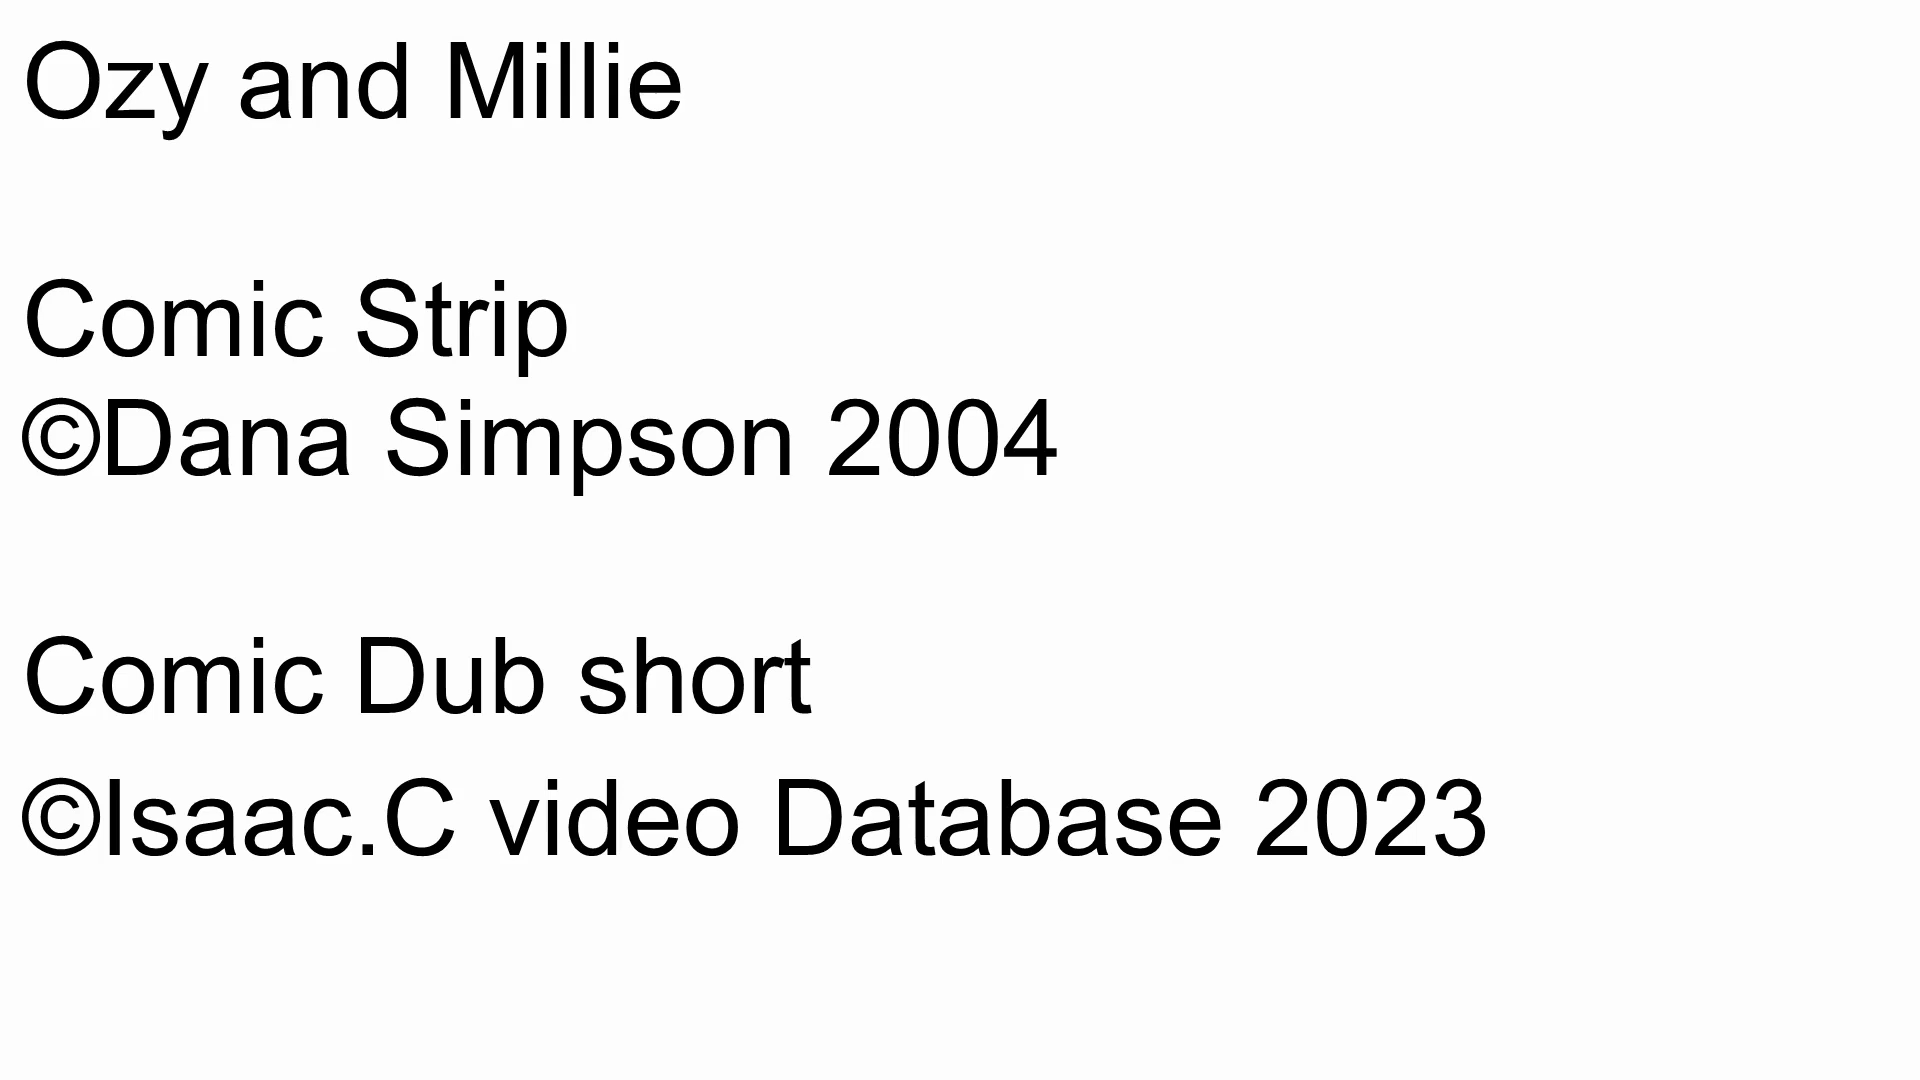 Ozy and Millie
Comic Strip
©Dana Simpson 2004
Comic Dub short
©Isaac.C video Database 2023